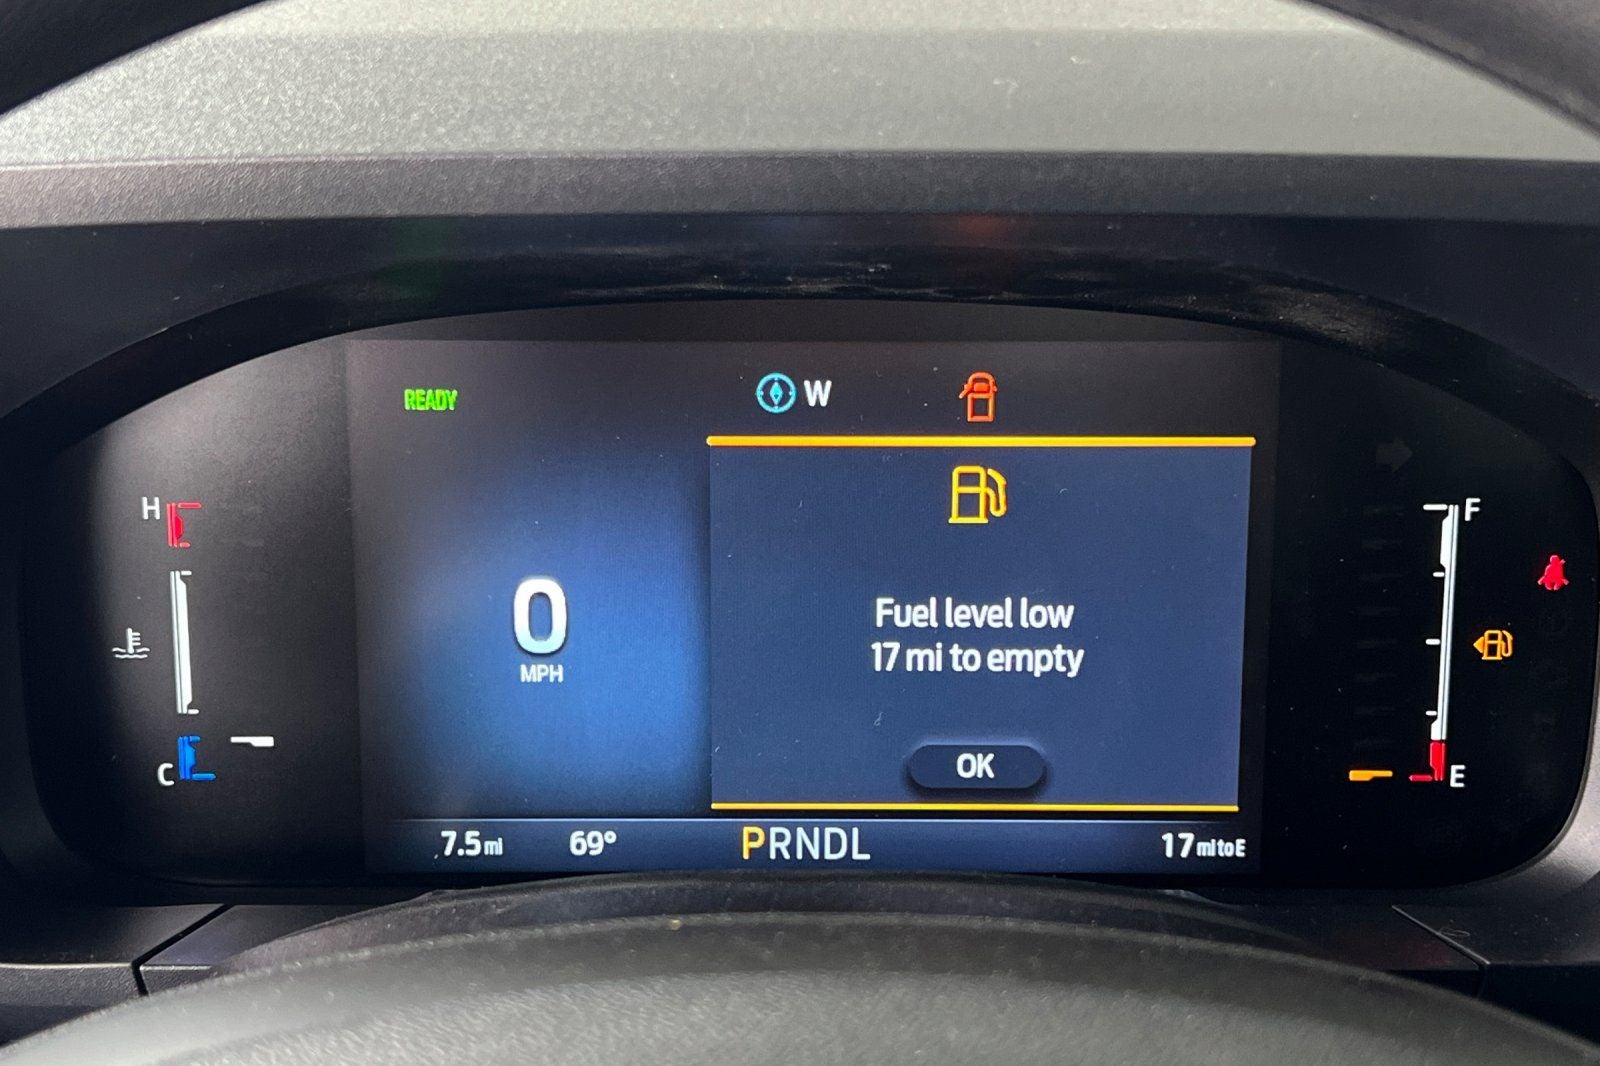 READY
W
H
F
Fuel level low
17 mi to empty
0
MPH
OK
C
E
7.5 mi 69° PRNDL 17 mi to E